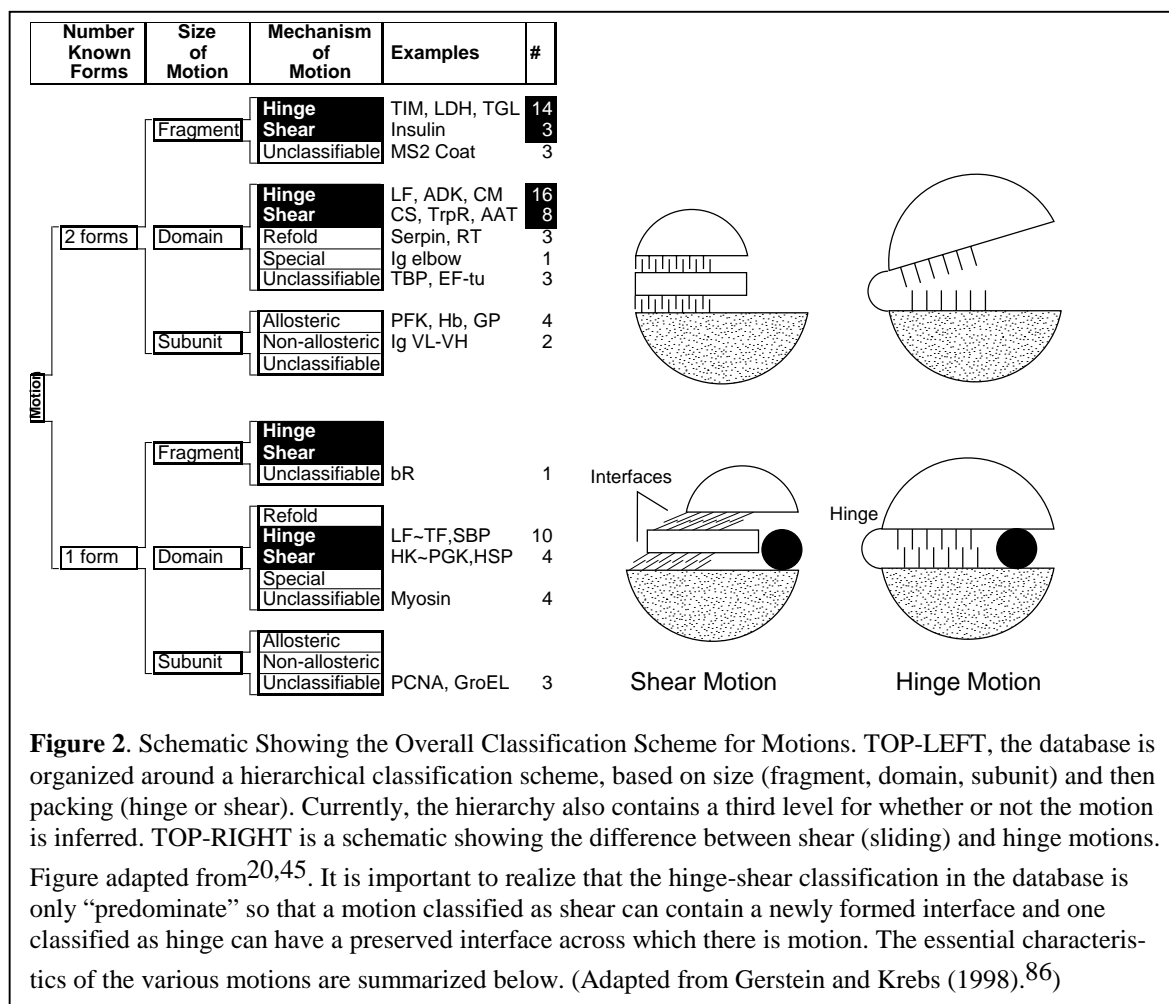 Number Known Forms | Size of Motion | Mechanism of Motion | Examples | #
Motion
2 forms
Fragment
Hinge TIM, LDH, TGL 14
Shear Insulin 3
Unclassifiable MS2 Coat 3
Domain
Hinge LF, ADK, CM 16
Shear CS, TrpR, AAT 8
Refold Serpin, RT 3
Special Ig elbow 1
Unclassifiable TBP, EF-tu 3
Subunit
Allosteric PFK, Hb, GP 4
Non-allosteric Ig VL-VH 2
Unclassifiable
1 form
Fragment
Hinge
Shear
Unclassifiable bR 1
Domain
Refold
Hinge LF~TF,SBP 10
Shear HK~PGK,HSP 4
Special
Unclassifiable Myosin 4
Subunit
Allosteric
Non-allosteric
Unclassifiable PCNA, GroEL 3
Interfaces
Hinge
Shear Motion
Hinge Motion
Figure 2. Schematic Showing the Overall Classification Scheme for Motions. TOP-LEFT, the database is
organized around a hierarchical classification scheme, based on size (fragment, domain, subunit) and then
packing (hinge or shear). Currently, the hierarchy also contains a third level for whether or not the motion
is inferred. TOP-RIGHT is a schematic showing the difference between shear (sliding) and hinge motions.
Figure adapted from20,45. It is important to realize that the hinge-shear classification in the database is
only “predominate” so that a motion classified as shear can contain a newly formed interface and one
classified as hinge can have a preserved interface across which there is motion. The essential characteris-
tics of the various motions are summarized below. (Adapted from Gerstein and Krebs (1998).86)